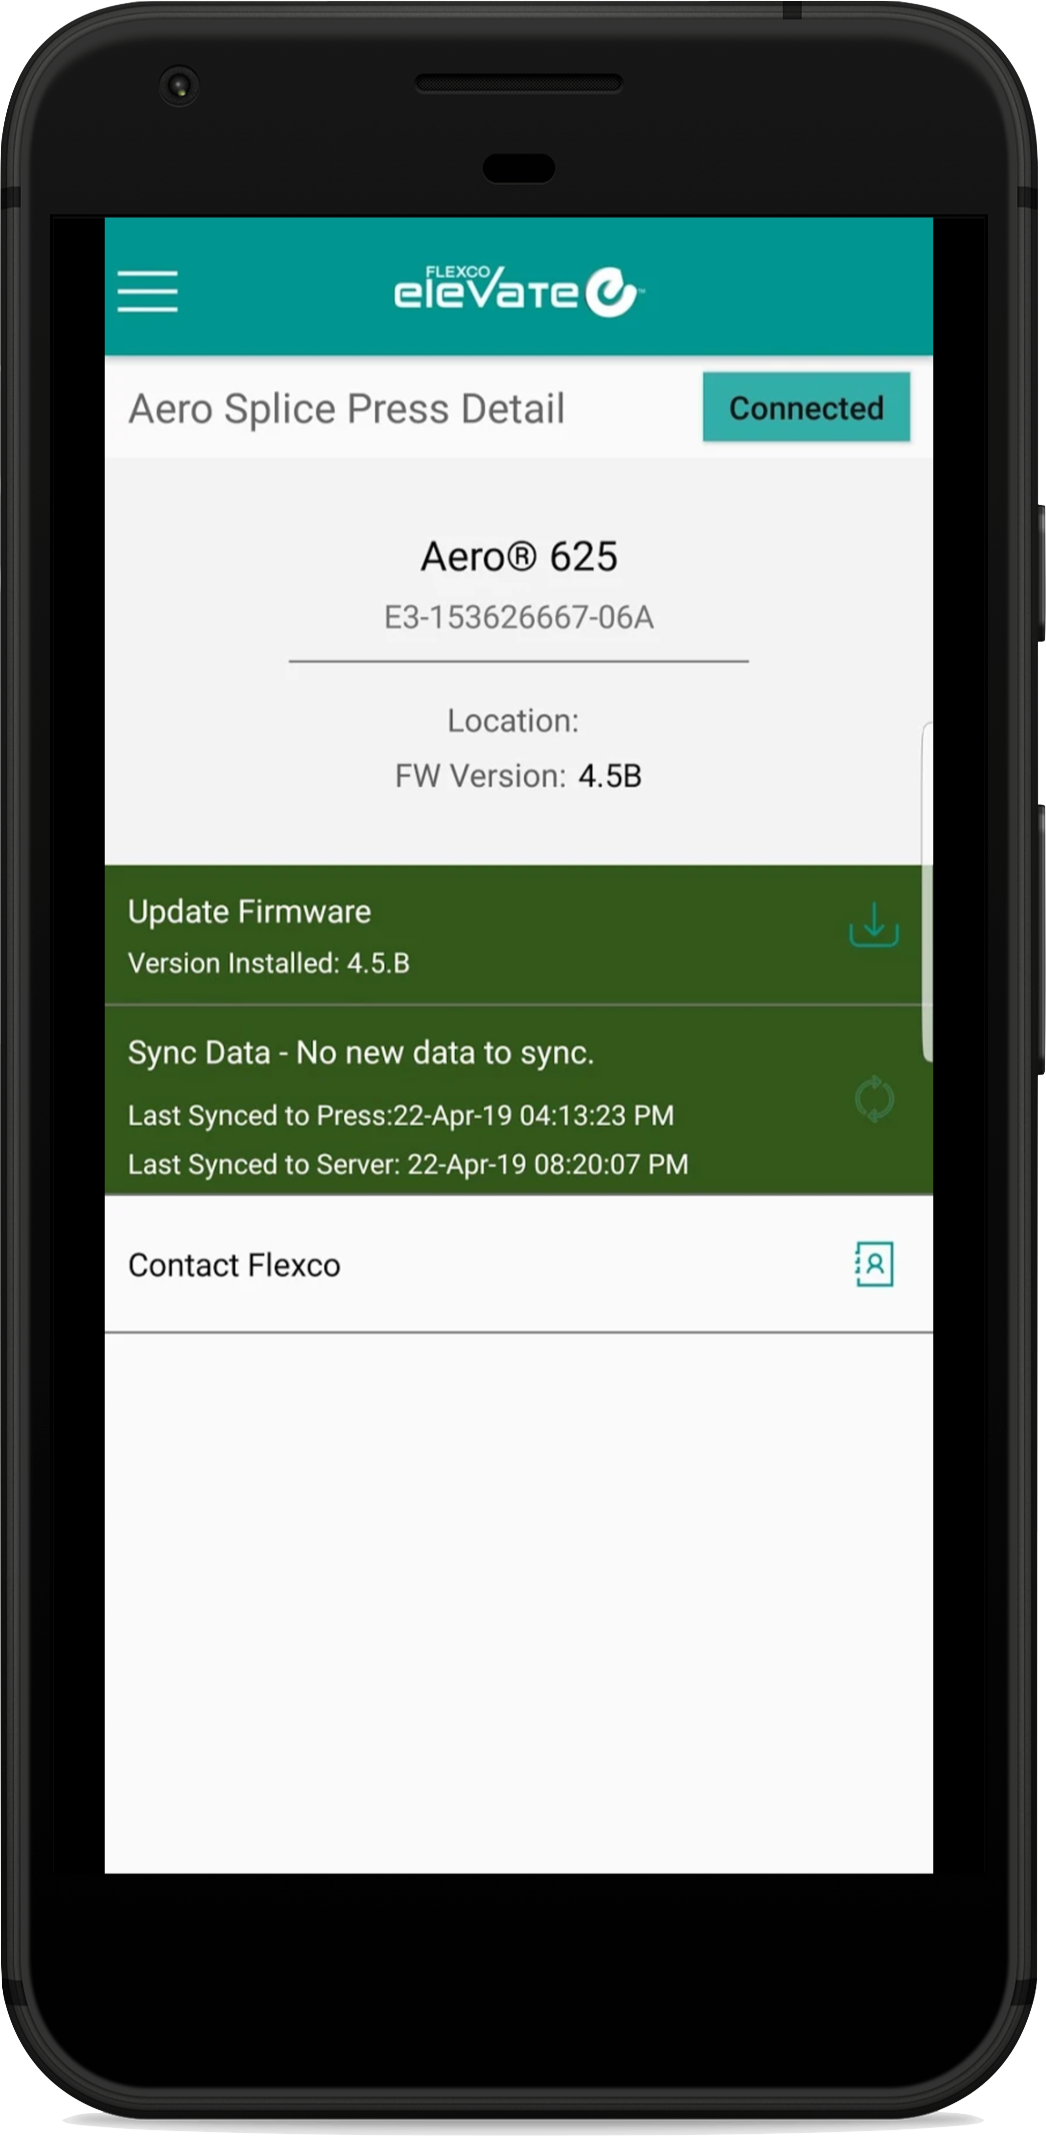 FLEXCO
elevate
Aero Splice Press Detail
Connected
Aero® 625
E3-153626667-06A
Location:
FW Version: 4.5B
Update Firmware
Version Installed: 4.5.B
Sync Data - No new data to sync.
Last Synced to Press:22-Apr-19 04:13:23 PM
Last Synced to Server: 22-Apr-19 08:20:07 PM
Contact Flexco